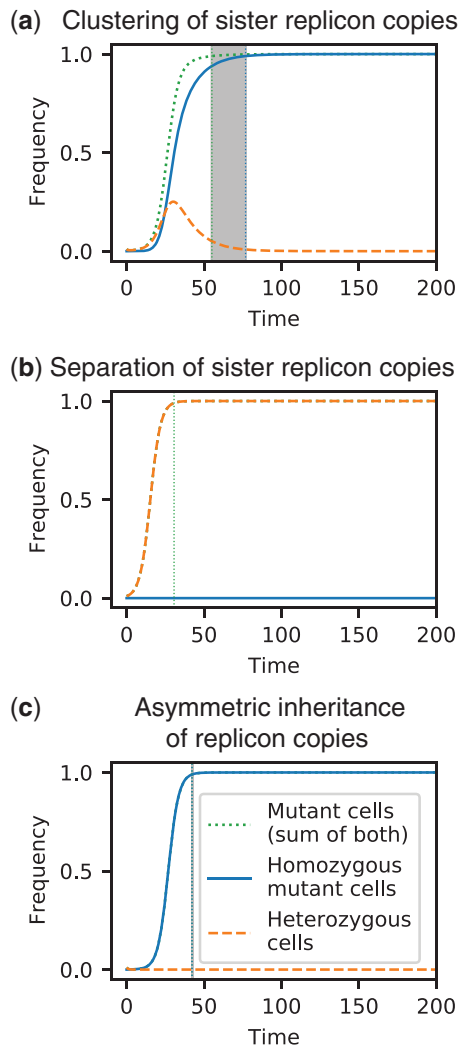 (a) Clustering of sister replicon copies
1.0
0.5
0.0
Frequency
0 50 100 150 200
Time
(b) Separation of sister replicon copies
1.0
0.5
0.0
Frequency
0 50 100 150 200
Time
(c) Asymmetric inheritance
of replicon copies
1.0
0.5
0.0
Frequency
Mutant cells
(sum of both)
Homozygous
mutant cells
Heterozygous
cells
0 50 100 150 200
Time